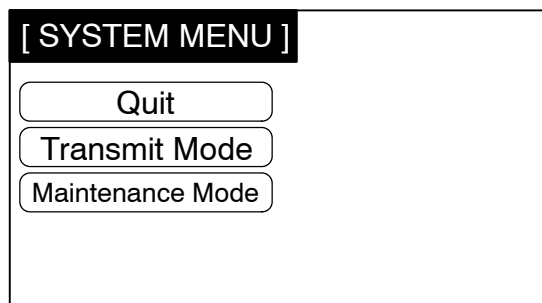 [ SYSTEM MENU ]
Quit
Transmit Mode
Maintenance Mode